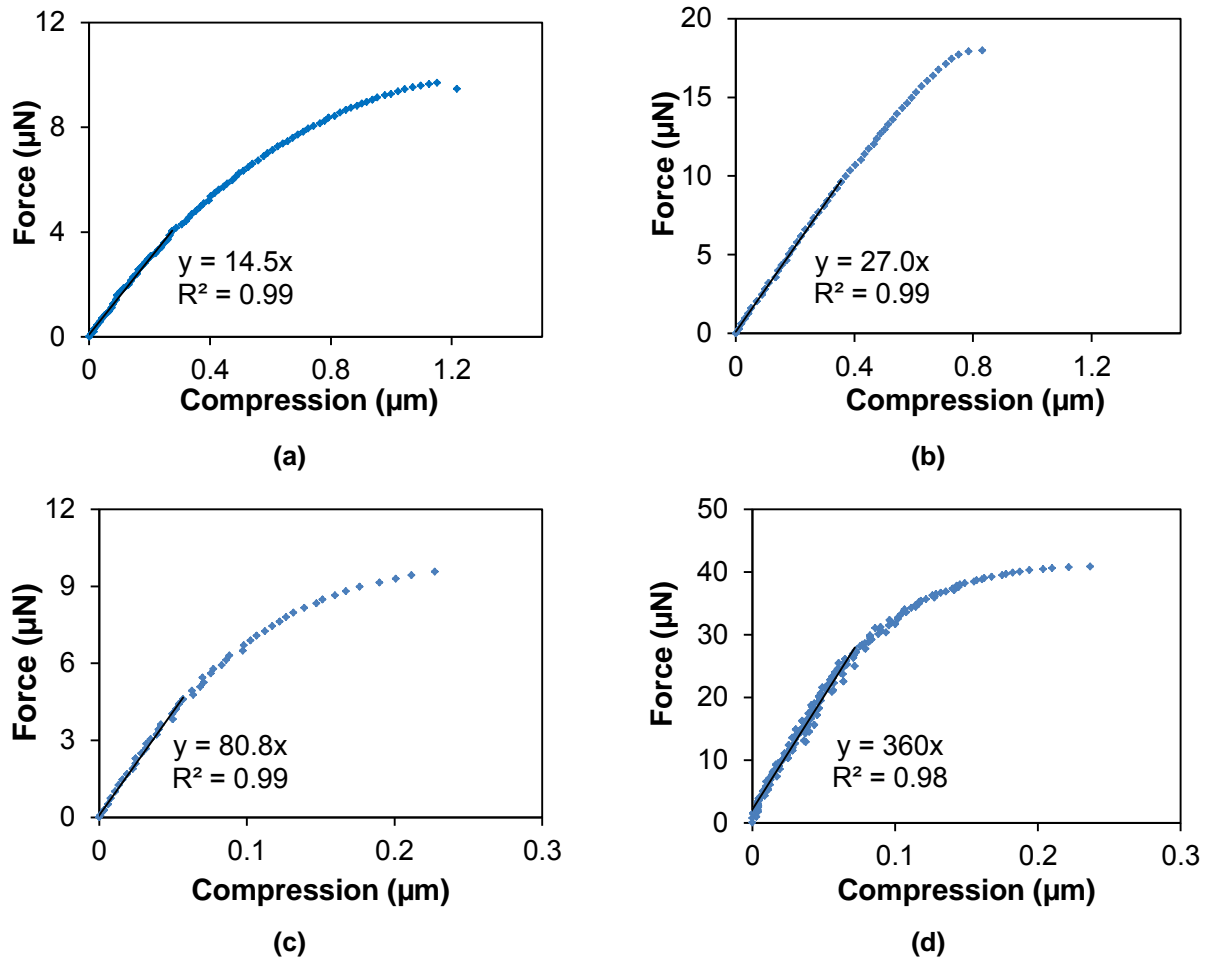 12
8
4
0
Force (µN)
y = 14.5x
R² = 0.99
0
0.4
0.8
1.2
Compression (µm)
(a)
20
15
10
5
0
Force (µN)
y = 27.0x
R² = 0.99
0
0.4
0.8
1.2
Compression (µm)
(b)
12
9
6
3
0
Force (µN)
y = 80.8x
R² = 0.99
0
0.1
0.2
0.3
Compression (µm)
(c)
50
40
30
20
10
0
Force (µN)
y = 360x
R² = 0.98
0
0.1
0.2
0.3
Compression (µm)
(d)